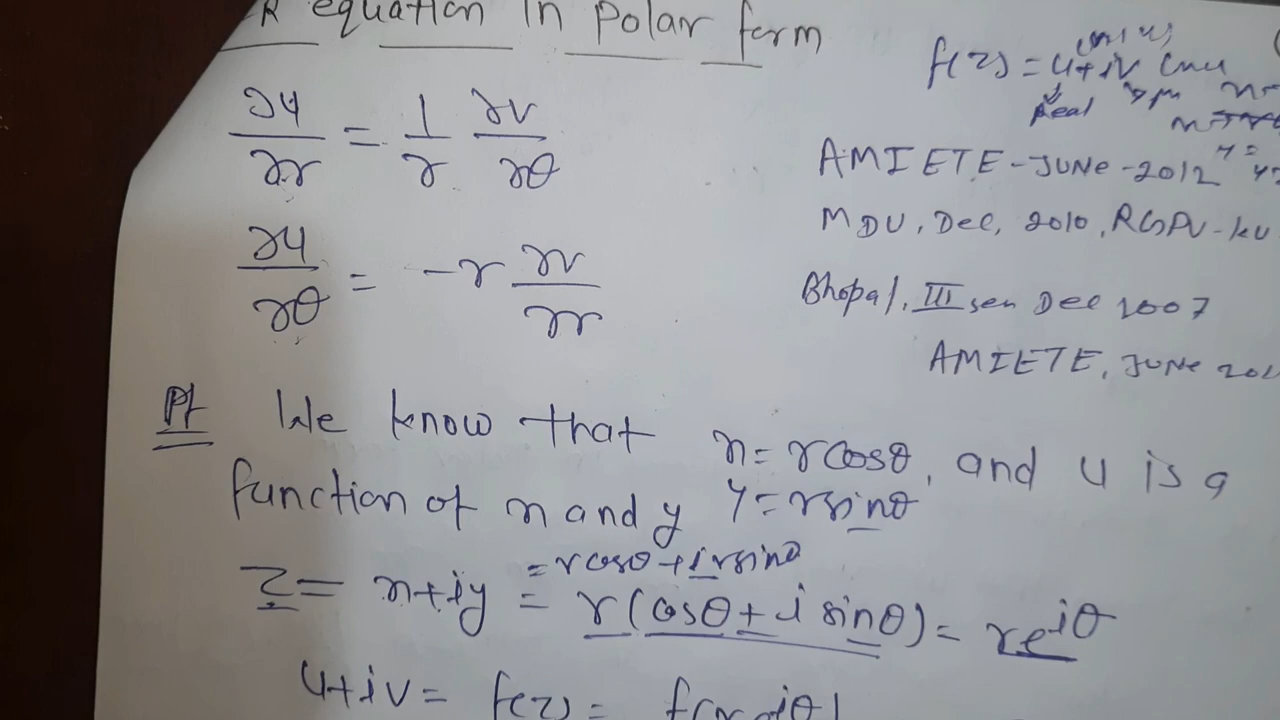 R equation in polar form
∂u/∂r = 1/r ∂v/∂θ
∂u/∂θ = -r ∂v/∂r
f(z) = u+iv
Real
AMIETE-JUNE-2012
MDU, Dec, 2010, RGPV-
Bhopal, III sem Dec 2007
AMIETE, JUNE
Pf We know that x = r cosθ, and u is a
function of x and y y = r sinθ
= r cosθ + i r sinθ
z = x+iy = r(cosθ + i sinθ) = re^{iθ}
u+iv = f(z) =